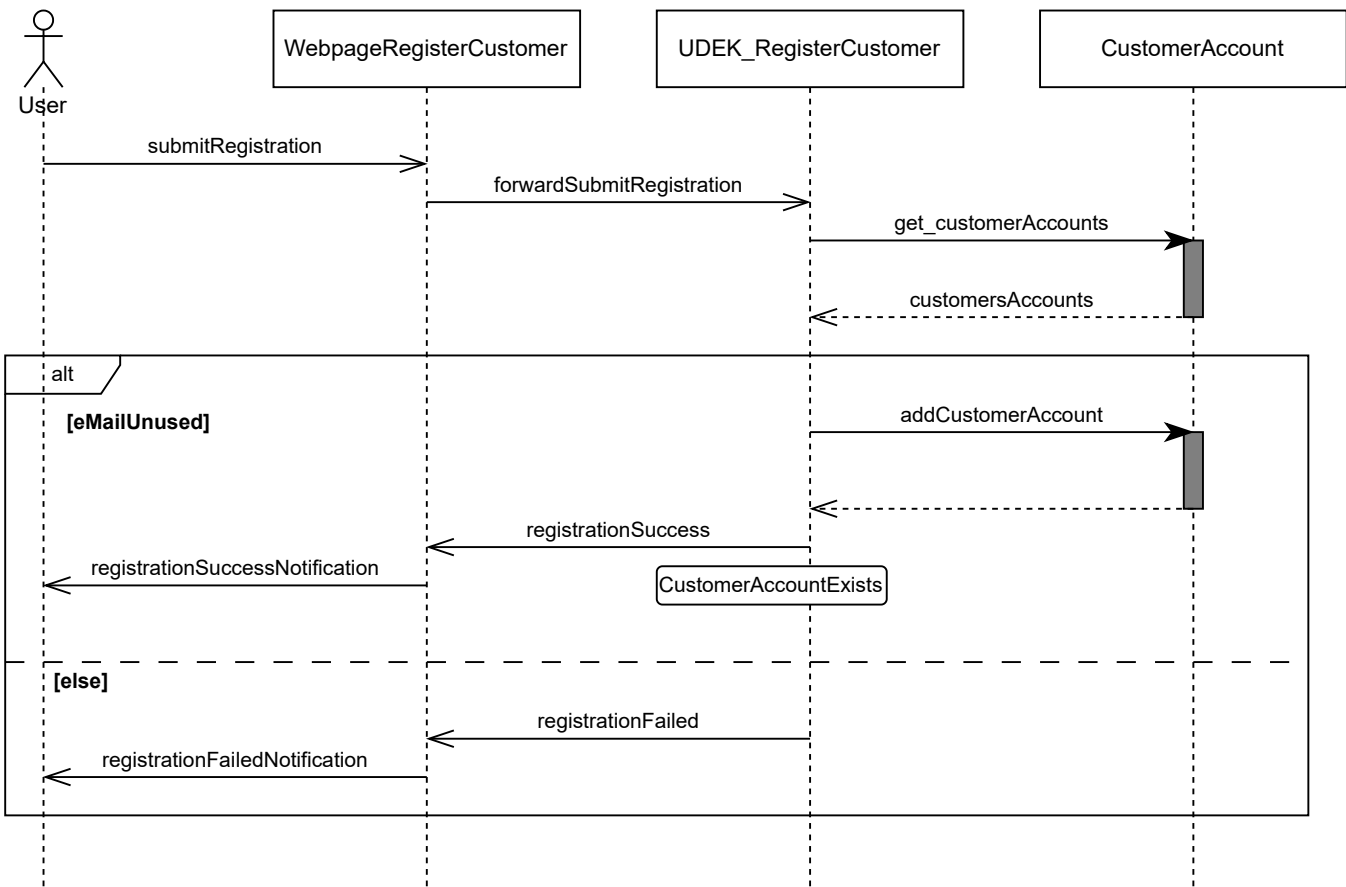 User
WebpageRegisterCustomer
UDEK_RegisterCustomer
CustomerAccount
submitRegistration
forwardSubmitRegistration
get_customerAccounts
customersAccounts
alt
[eMailUnused]
addCustomerAccount
registrationSuccess
registrationSuccessNotification
CustomerAccountExists
[else]
registrationFailed
registrationFailedNotification